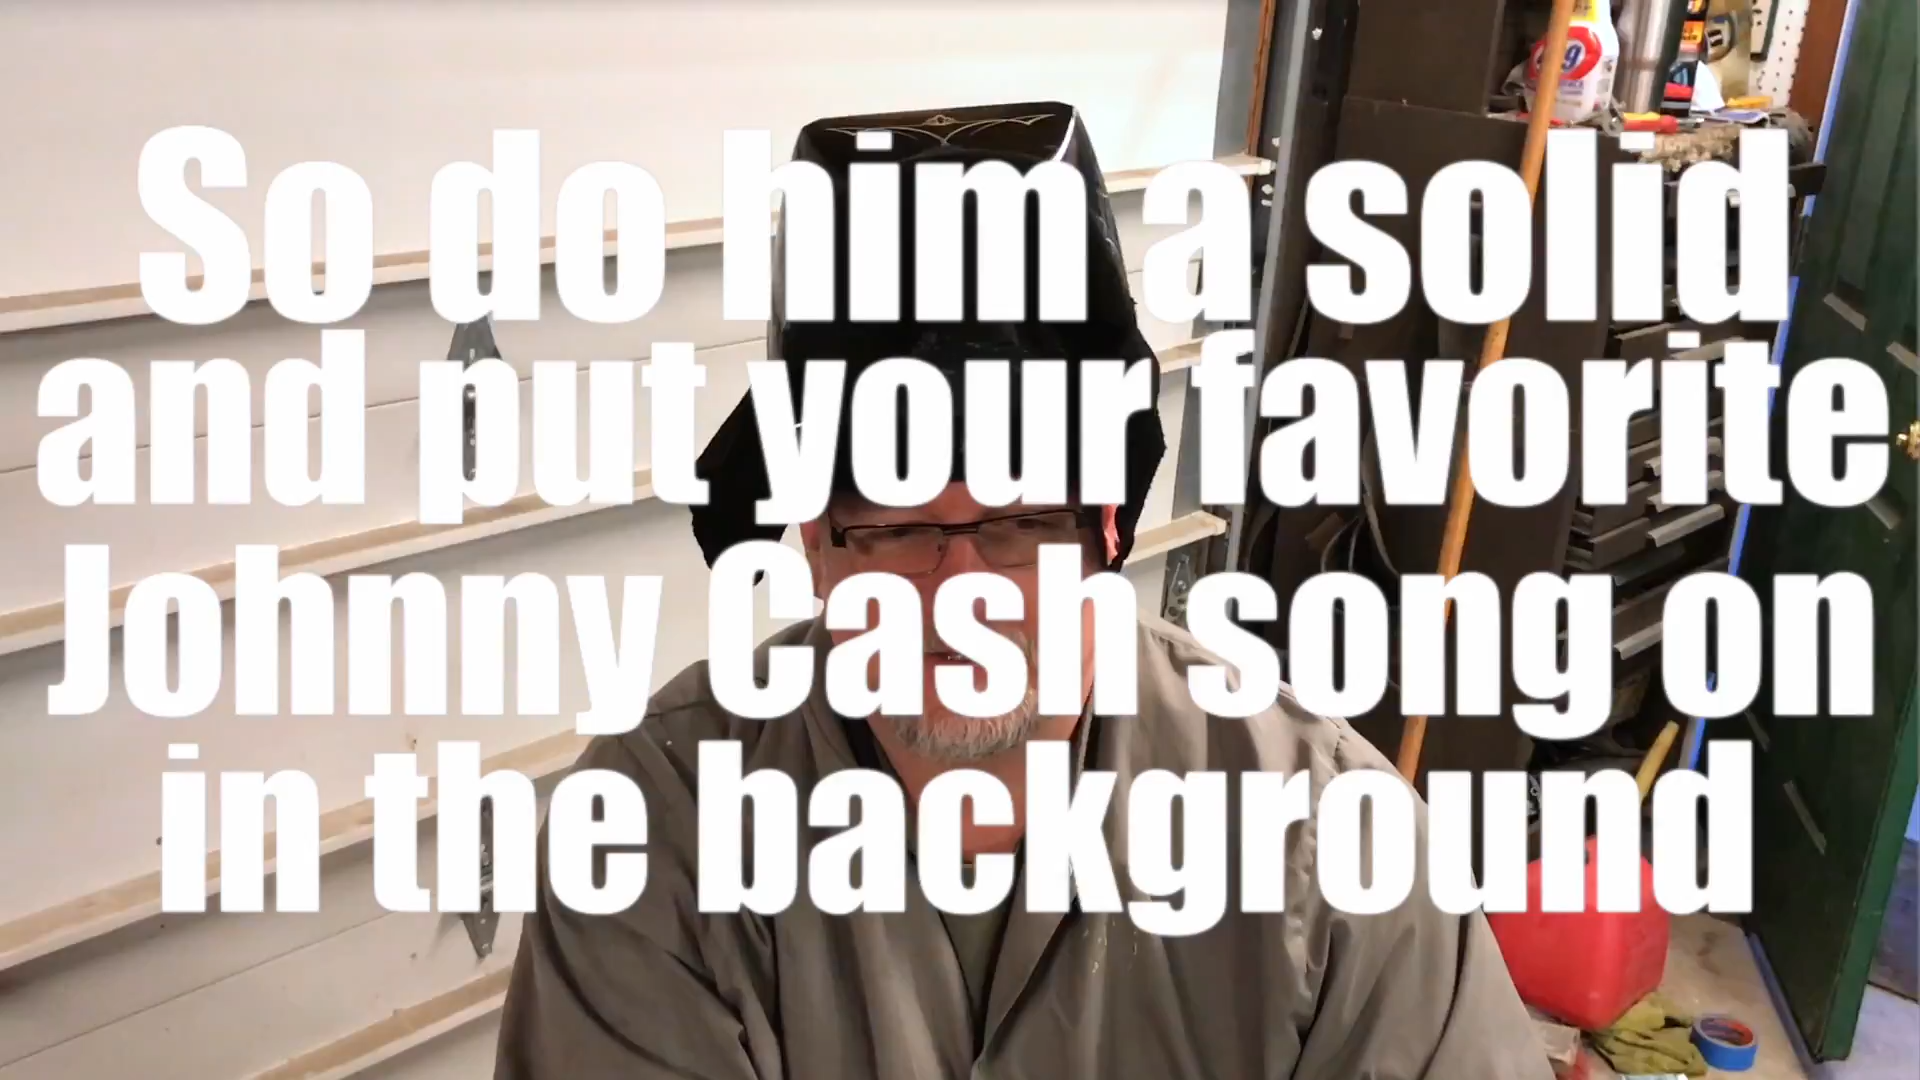 So do him a solid
and put your favorite
Johnny Cash song on
in the background